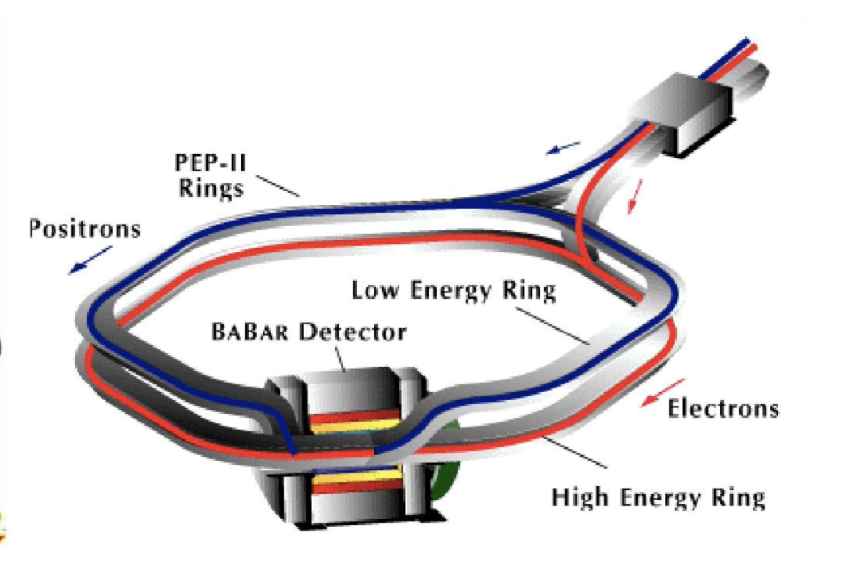 PEP-II
Rings
Positrons
Low Energy Ring
BABAR Detector
Electrons
High Energy Ring